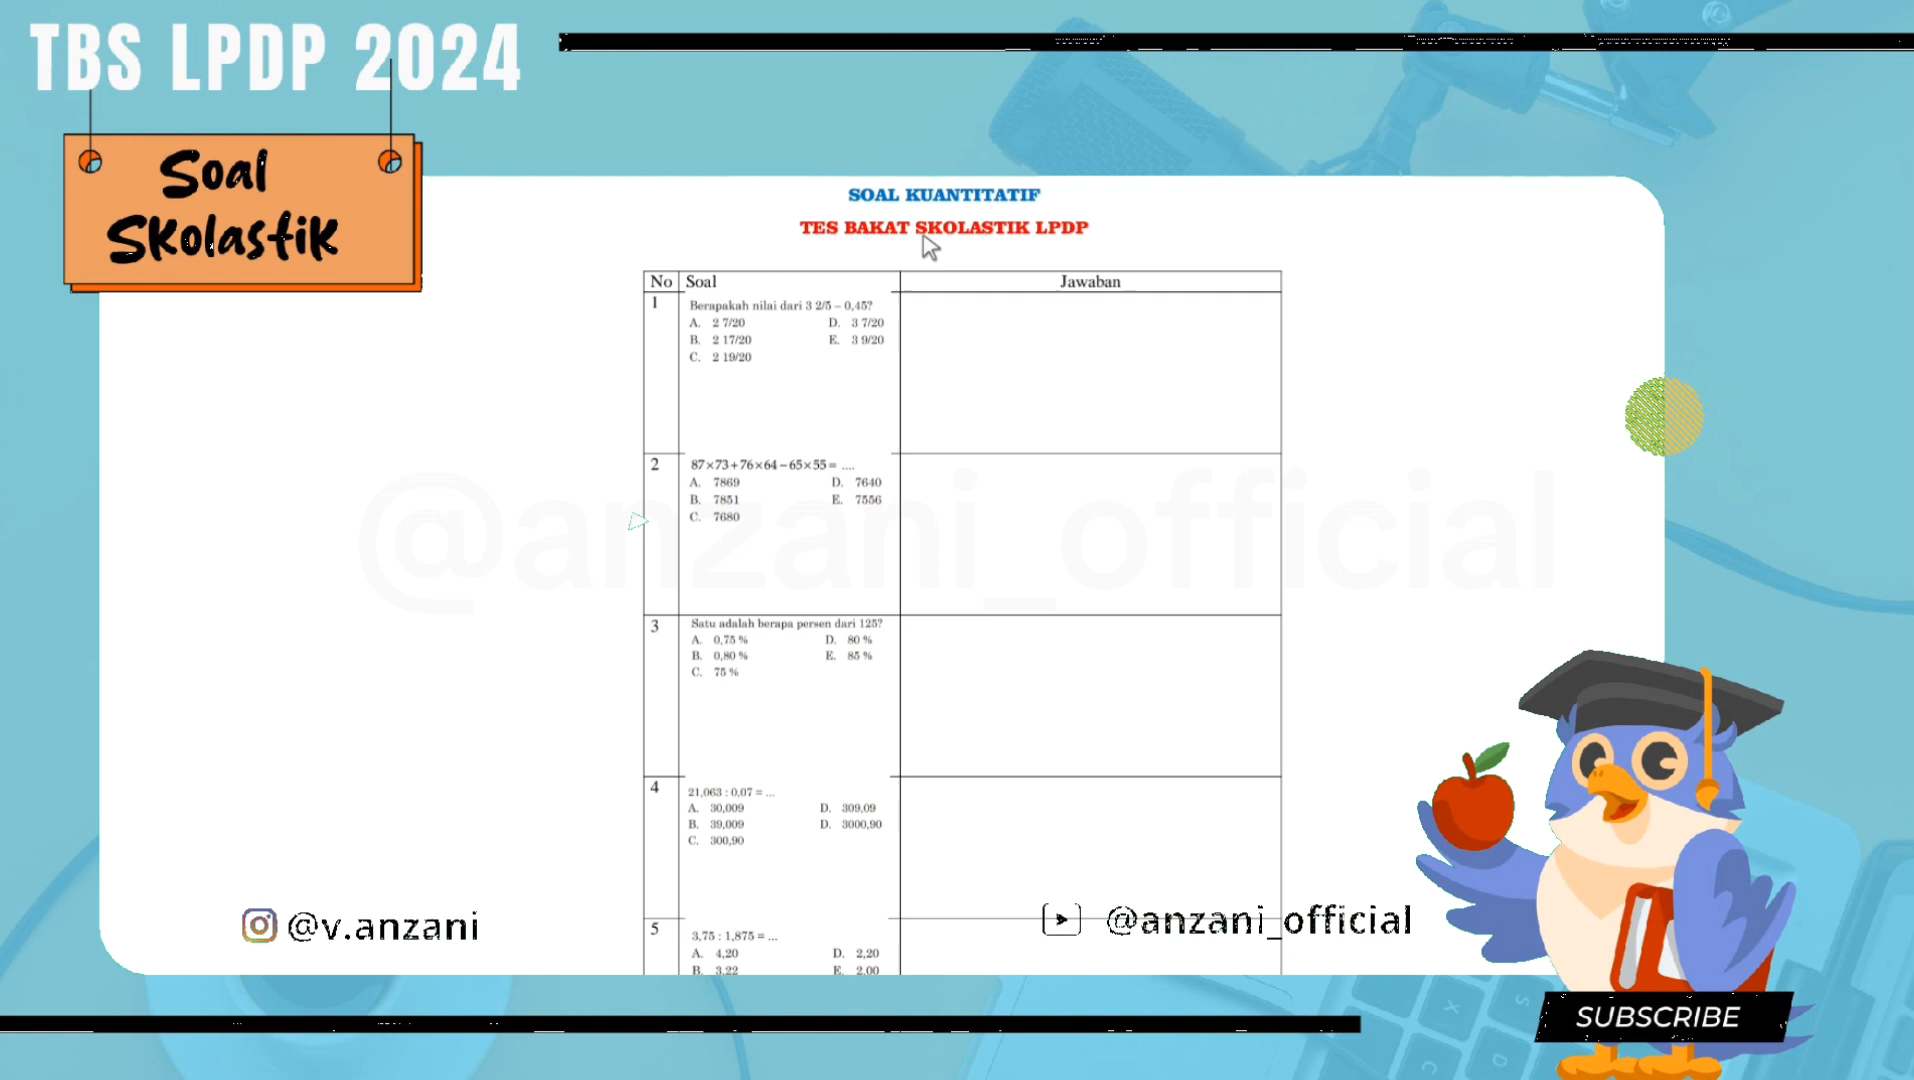 TBS LPDP 2024
Soal
Skolastik
SOAL KUANTITATIF
TES BAKAT SKOLASTIK LPDP
No Soal Jawaban
1 Berapakah nilai dari 3 2/5 – 0,45?
A. 2 7/20 D. 3 7/20
B. 2 17/20 E. 3 9/20
C. 2 19/20
2 87×73+76×64–65×55= ....
A. 7869 D. 7640
B. 7851 E. 7556
C. 7680
3 Satu adalah berapa persen dari 125?
A. 0,75 % D. 80 %
B. 0,80 % E. 85 %
C. 75 %
4 21,063 : 0,07 = ...
A. 30,009 D. 309,09
B. 39,009 D. 3000,90
C. 300,90
5 3,75 : 1,875 = ...
A. 4,20 D. 2,20
B. 3,22 E. 2,00
@anzani_official
@v.anzani
@anzani_official
SUBSCRIBE